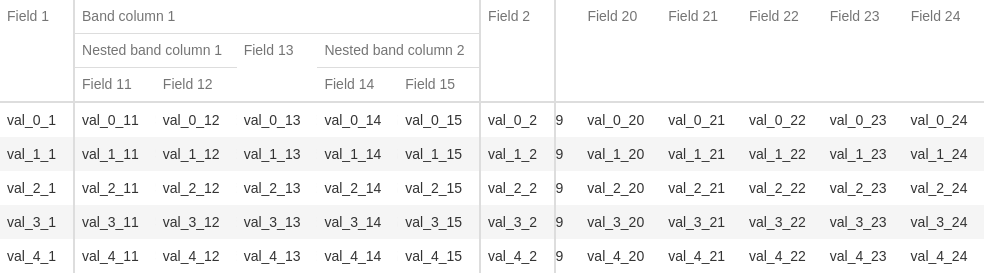 Field 1 Band column 1 Field 2 Field 20 Field 21 Field 22 Field 23 Field 24
Nested band column 1 Field 13 Nested band column 2
Field 11 Field 12 Field 14 Field 15
val_0_1 val_0_11 val_0_12 val_0_13 val_0_14 val_0_15 val_0_2 9 val_0_20 val_0_21 val_0_22 val_0_23 val_0_24
val_1_1 val_1_11 val_1_12 val_1_13 val_1_14 val_1_15 val_1_2 9 val_1_20 val_1_21 val_1_22 val_1_23 val_1_24
val_2_1 val_2_11 val_2_12 val_2_13 val_2_14 val_2_15 val_2_2 9 val_2_20 val_2_21 val_2_22 val_2_23 val_2_24
val_3_1 val_3_11 val_3_12 val_3_13 val_3_14 val_3_15 val_3_2 9 val_3_20 val_3_21 val_3_22 val_3_23 val_3_24
val_4_1 val_4_11 val_4_12 val_4_13 val_4_14 val_4_15 val_4_2 9 val_4_20 val_4_21 val_4_22 val_4_23 val_4_24